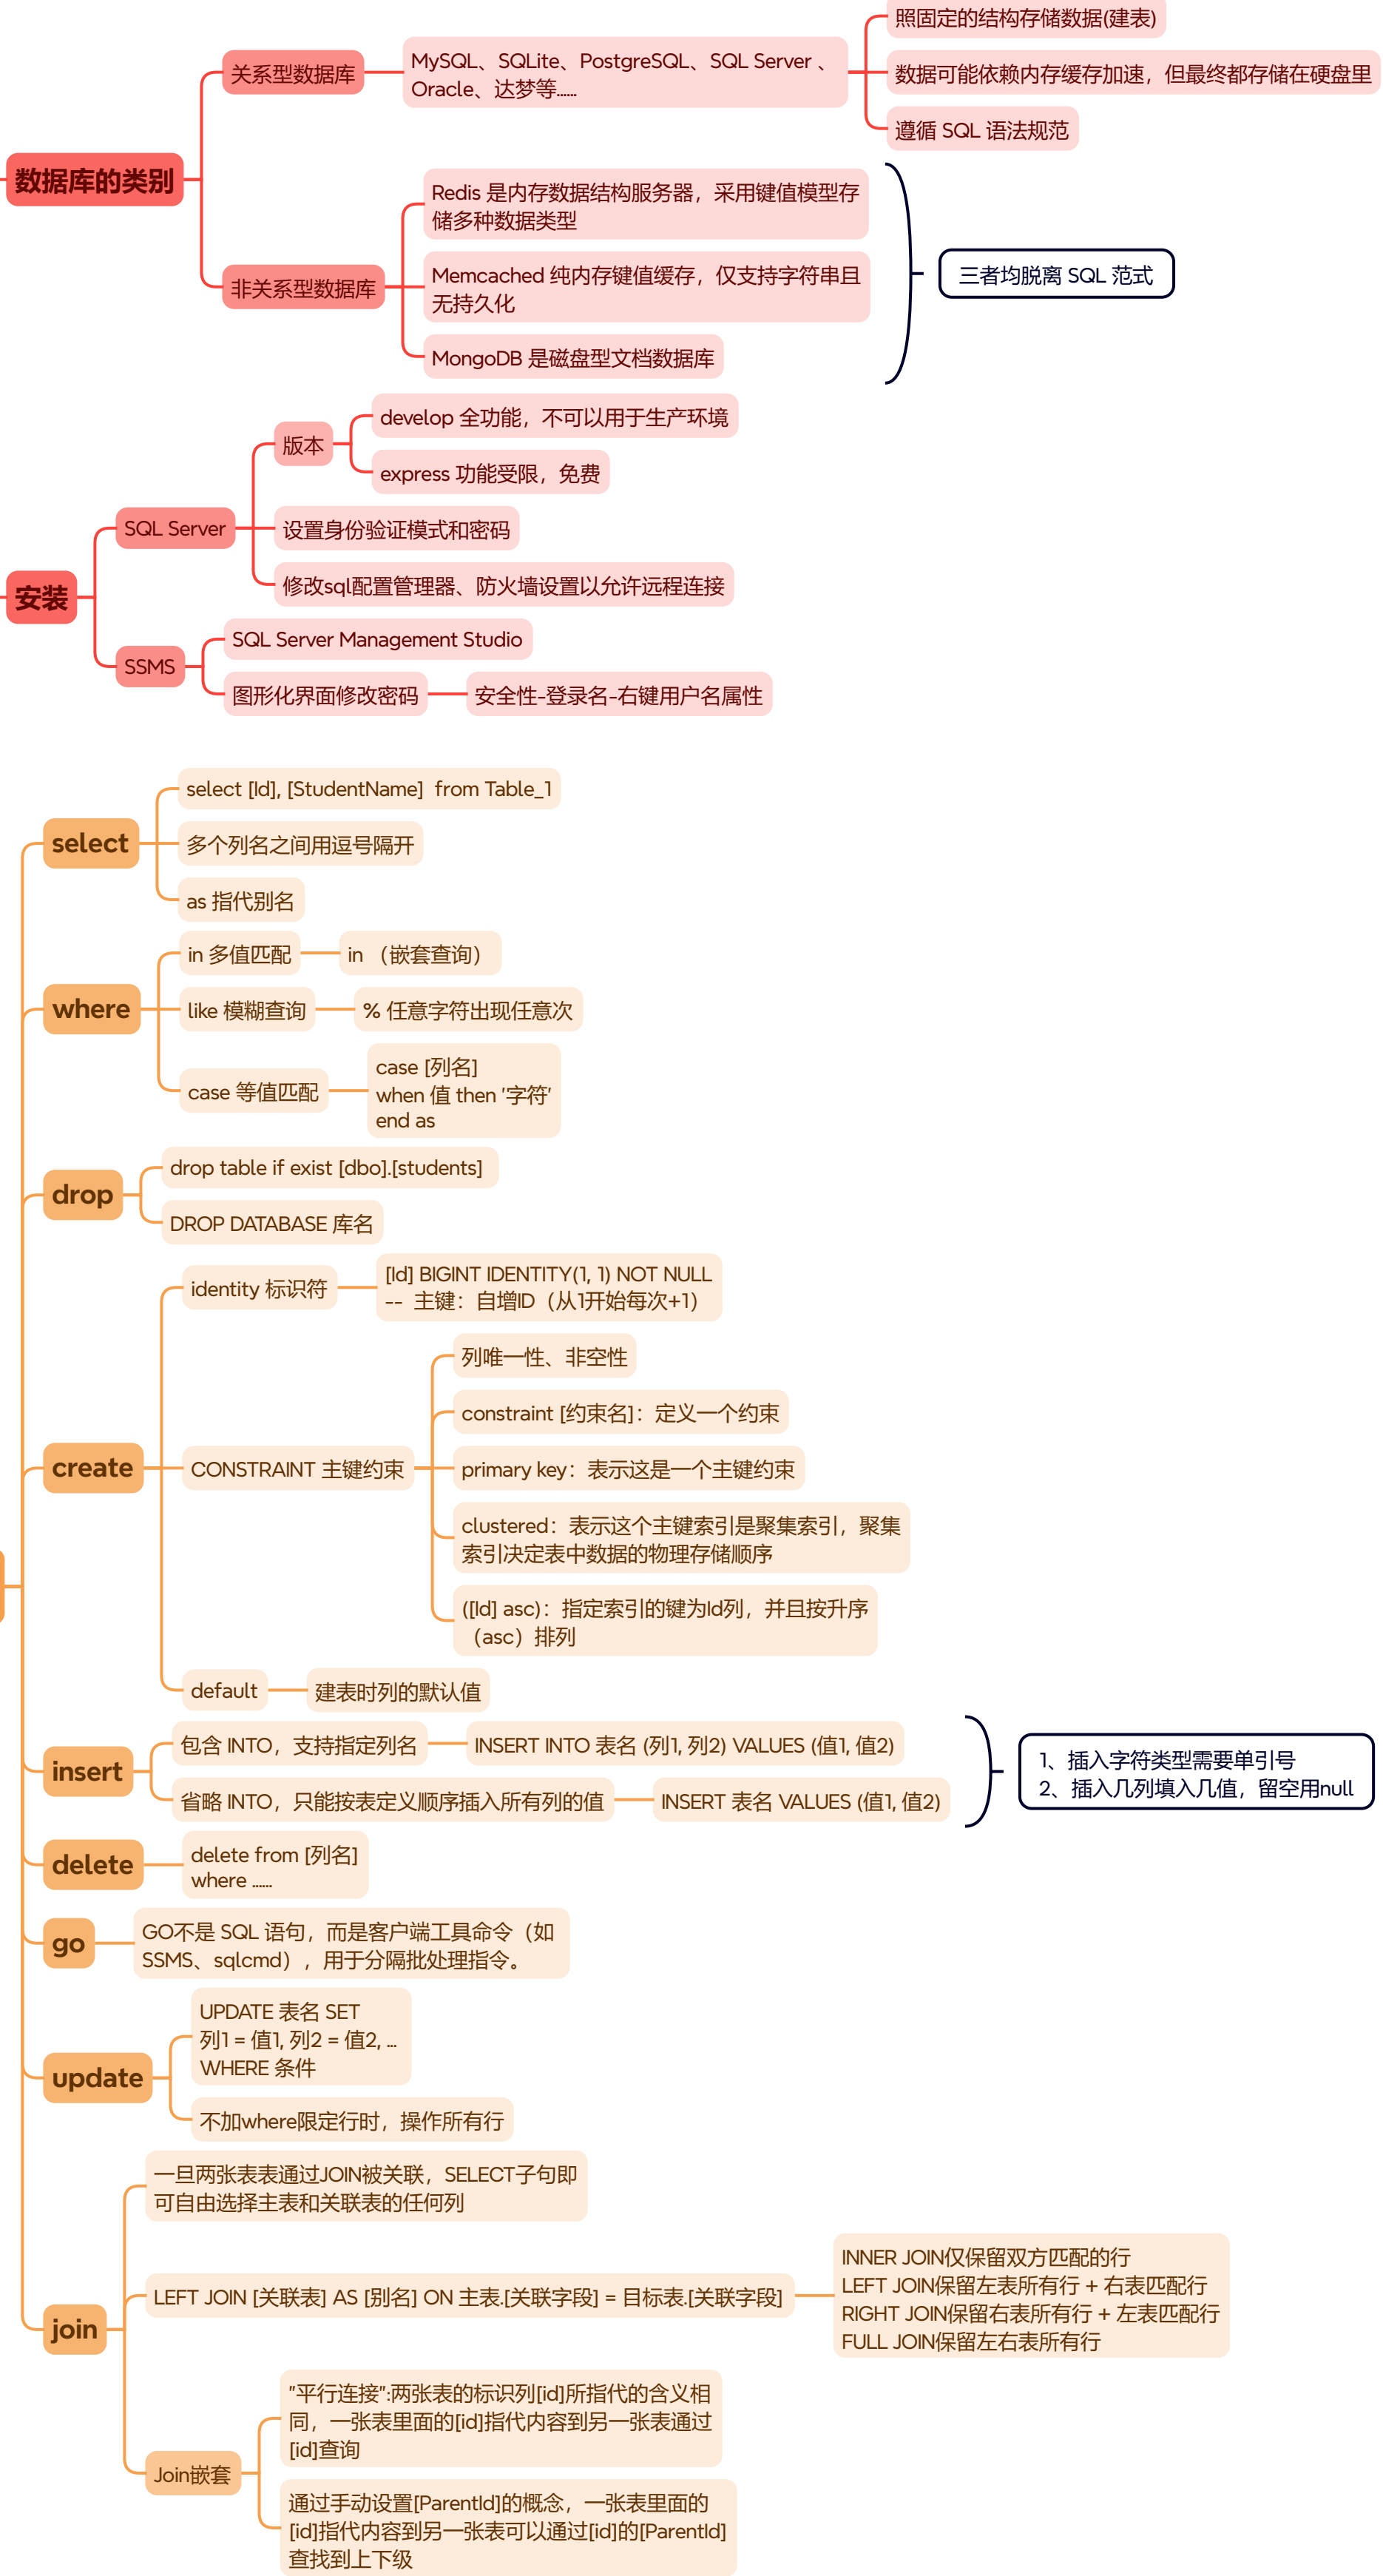 数据库的类别
关系型数据库
MySQL、SQLite、PostgreSQL、SQL Server 、
Oracle、达梦等......
照固定的结构存储数据(建表)
数据可能依赖内存缓存加速，但最终都存储在硬盘里
遵循 SQL 语法规范
非关系型数据库
Redis 是内存数据结构服务器，采用键值模型存
储多种数据类型
Memcached 纯内存键值缓存，仅支持字符串且
无持久化
MongoDB 是磁盘型文档数据库
三者均脱离 SQL 范式
安装
SQL Server
版本
develop 全功能，不可以用于生产环境
express 功能受限，免费
设置身份验证模式和密码
修改sql配置管理器、防火墙设置以允许远程连接
SSMS
SQL Server Management Studio
图形化界面修改密码
安全性-登录名-右键用户名属性
select
select [Id], [StudentName]  from Table_1
多个列名之间用逗号隔开
as 指代别名
where
in 多值匹配
in （嵌套查询）
like 模糊查询
% 任意字符出现任意次
case 等值匹配
case [列名]
when 值 then '字符'
end as
drop
drop table if exist [dbo].[students]
DROP DATABASE 库名
create
identity 标识符
[Id] BIGINT IDENTITY(1, 1) NOT NULL
--  主键：自增ID（从1开始每次+1）
CONSTRAINT 主键约束
列唯一性、非空性
constraint [约束名]：定义一个约束
primary key：表示这是一个主键约束
clustered：表示这个主键索引是聚集索引，聚集
索引决定表中数据的物理存储顺序
([Id] asc)：指定索引的键为Id列，并且按升序
（asc）排列
default
建表时列的默认值
insert
包含 INTO，支持指定列名
INSERT INTO 表名 (列1, 列2) VALUES (值1, 值2)
省略 INTO，只能按表定义顺序插入所有列的值
INSERT 表名 VALUES (值1, 值2)
1、插入字符类型需要单引号
2、插入几列填入几值，留空用null
delete
delete from [列名]
where ......
go
GO不是 SQL 语句，而是客户端工具命令（如
SSMS、sqlcmd），用于分隔批处理指令。
update
UPDATE 表名 SET
列1 = 值1, 列2 = 值2, ...
WHERE 条件
不加where限定行时，操作所有行
join
一旦两张表表通过JOIN被关联，SELECT子句即
可自由选择主表和关联表的任何列
LEFT JOIN [关联表] AS [别名] ON 主表.[关联字段] = 目标表.[关联字段]
INNER JOIN仅保留双方匹配的行
LEFT JOIN保留左表所有行 + 右表匹配行
RIGHT JOIN保留右表所有行 + 左表匹配行
FULL JOIN保留左右表所有行
Join嵌套
"平行连接":两张表的标识列[id]所指代的含义相
同，一张表里面的[id]指代内容到另一张表通过
[id]查询
通过手动设置[ParentId]的概念，一张表里面的
[id]指代内容到另一张表可以通过[id]的[ParentId]
查找到上下级